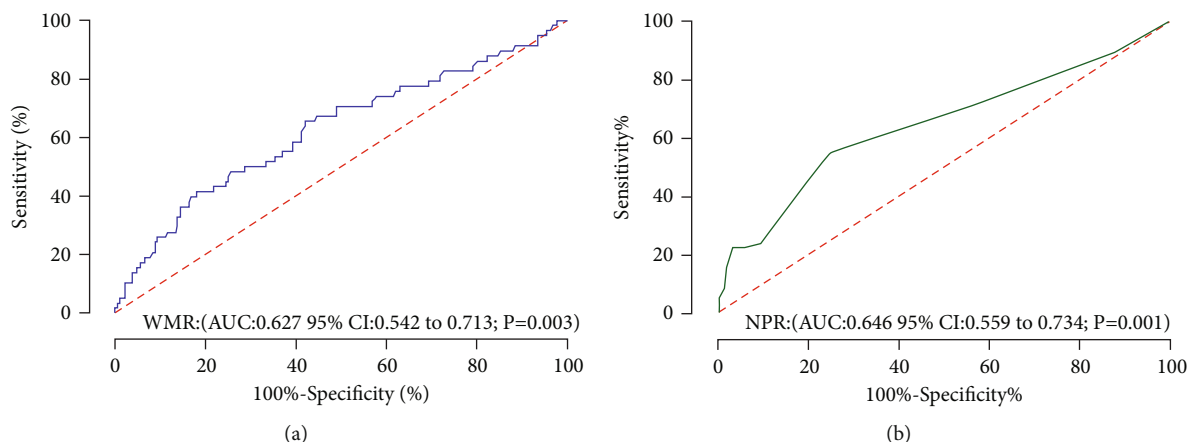 100
80
60
40
20
0
Sensitivity (%)
WMR:(AUC:0.627 95% CI:0.542 to 0.713; P=0.003)
0 20 40 60 80 100
100%-Specificity (%)
(a)
100
80
60
40
20
0
Sensitivity%
NPR:(AUC:0.646 95% CI:0.559 to 0.734; P=0.001)
0 20 40 60 80 100
100%-Specificity%
(b)